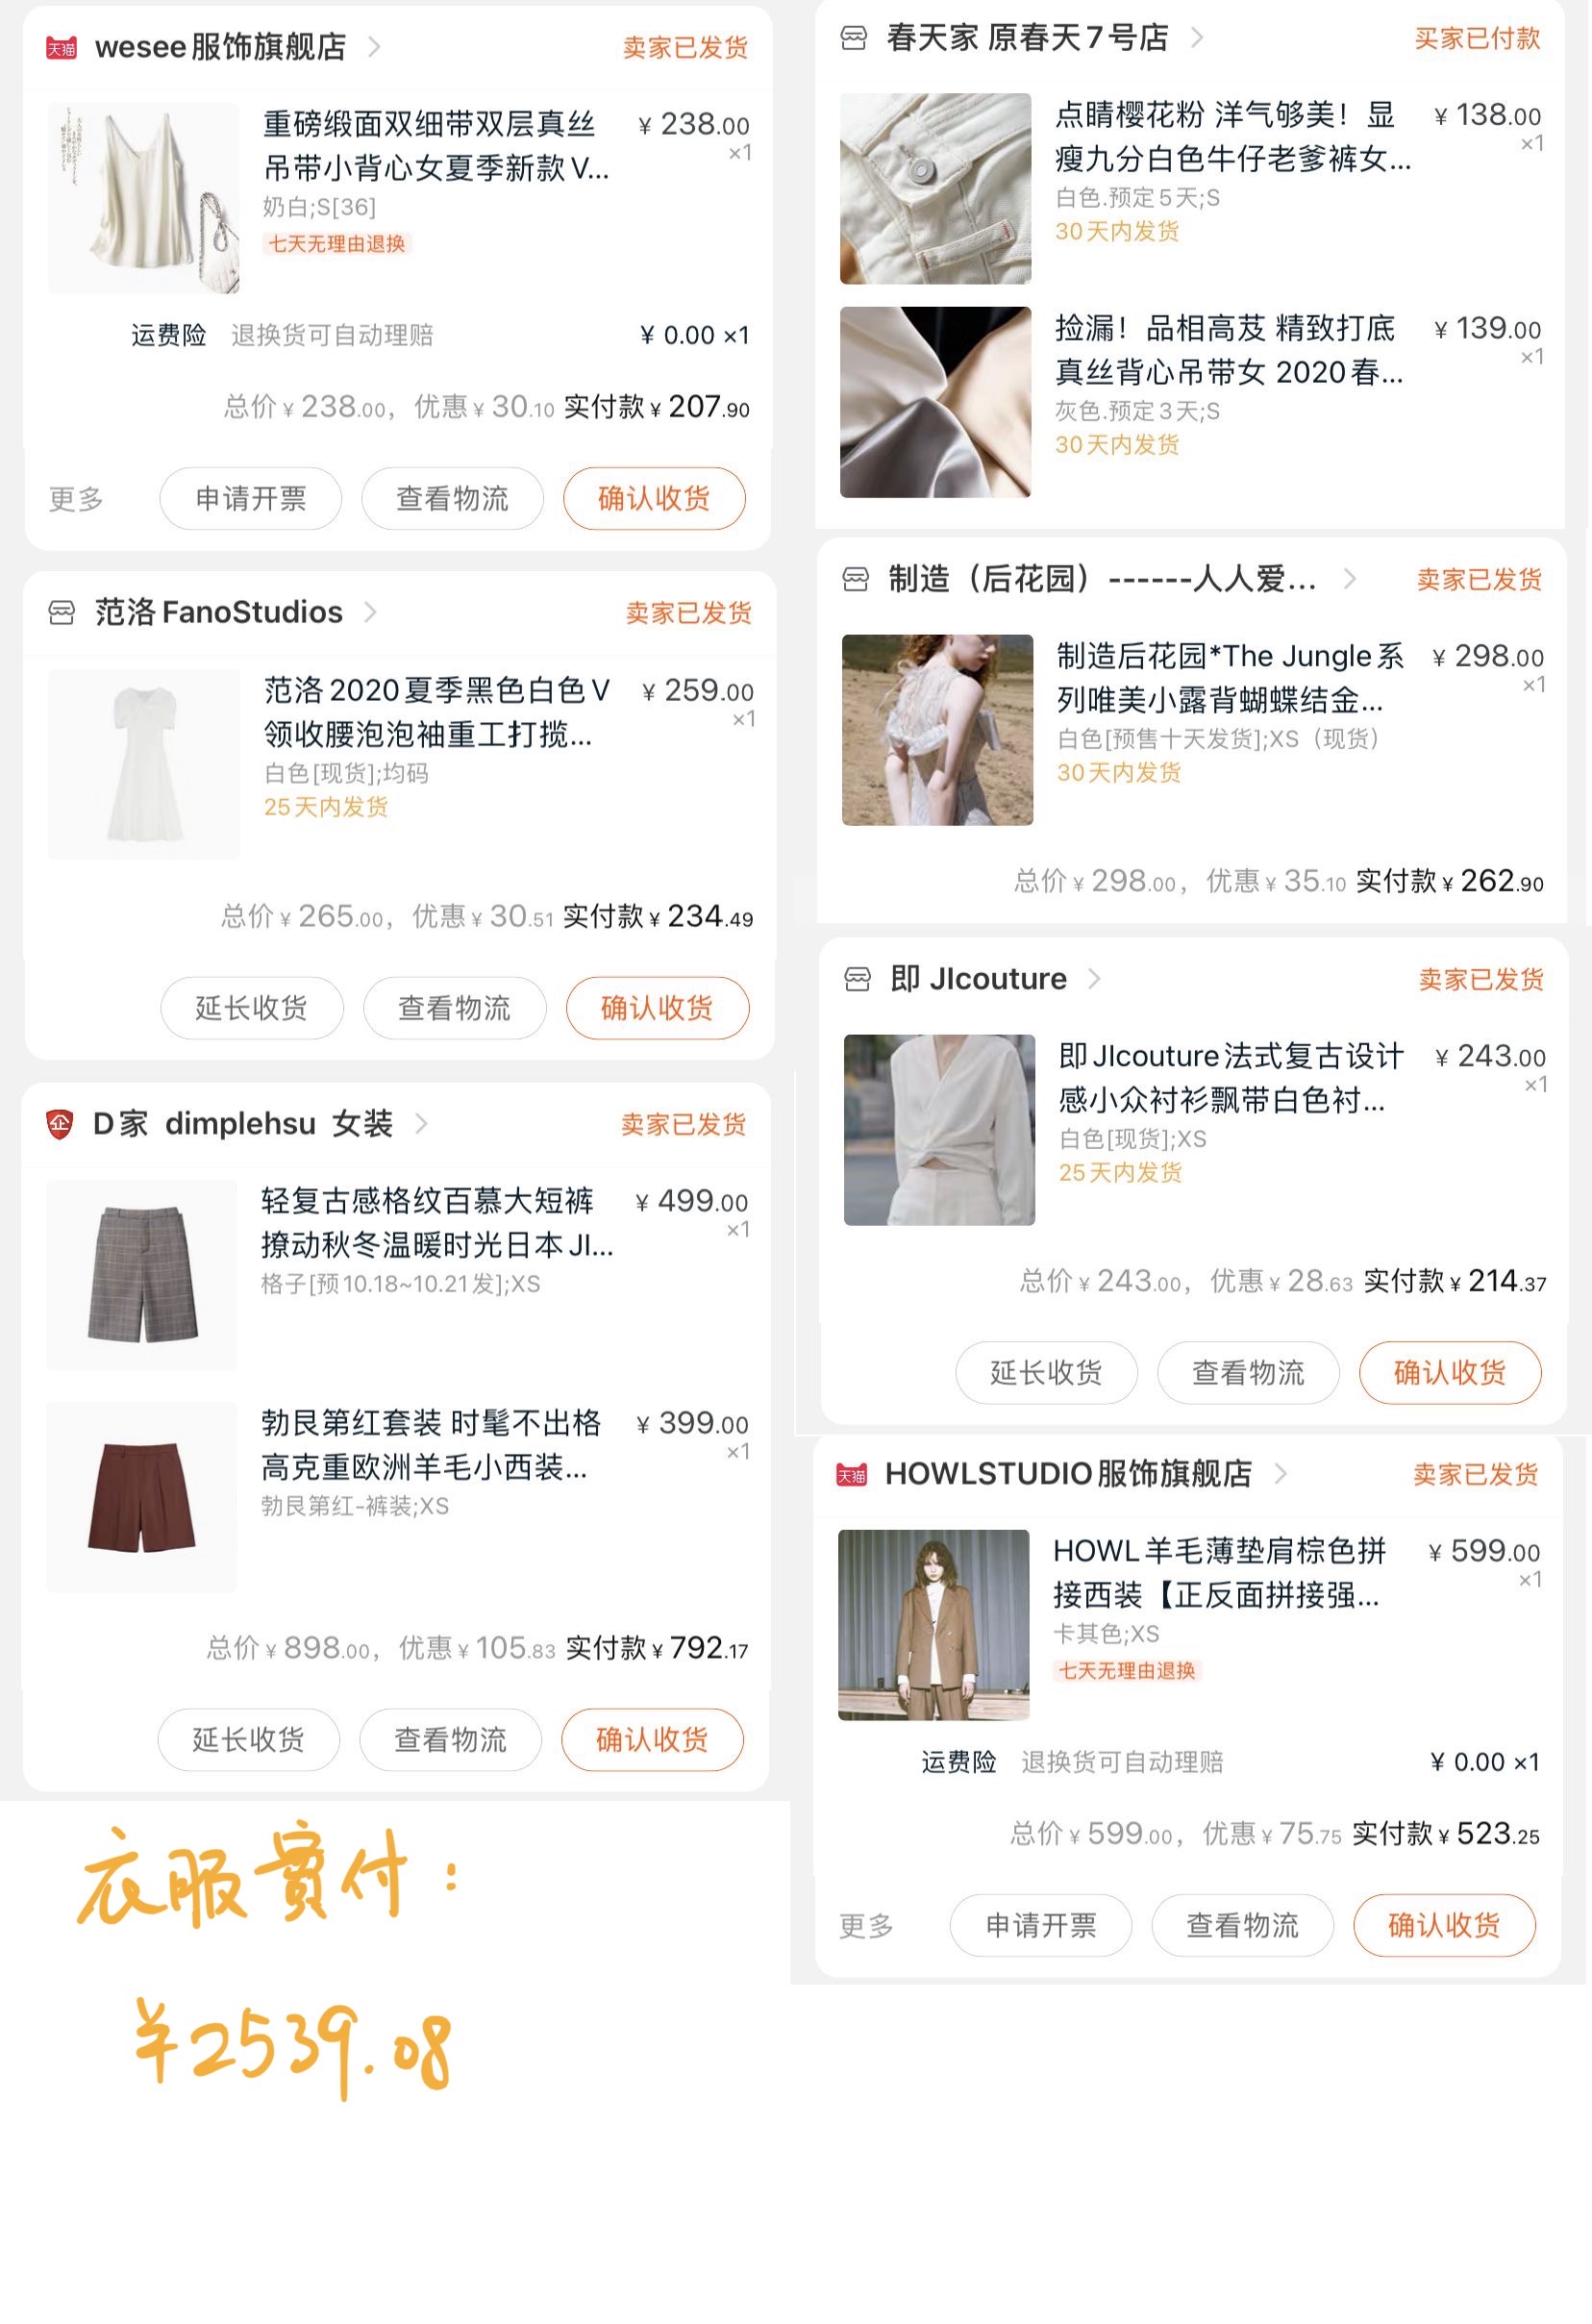 wesee服饰旗舰店
卖家已发货
重磅缎面双细带双层真丝
¥ 238.00
吊带小背心女夏季新款V...
×1
奶白;S[36]
七天无理由退换
运费险 退换货可自动理赔 ¥ 0.00 ×1
总价¥238.00，优惠¥30.10 实付款¥207.90
更多 申请开票 查看物流 确认收货
范洛FanoStudios
卖家已发货
范洛2020夏季黑色白色V
¥ 259.00
领收腰泡泡袖重工打揽...
×1
白色[现货];均码
25天内发货
总价¥265.00，优惠¥30.51 实付款¥234.49
延长收货 查看物流 确认收货
D家 dimplehsu 女装
卖家已发货
轻复古感格纹百慕大短裤
¥ 499.00
撩动秋冬温暖时光日本JI...
×1
格子[预10.18~10.21发];XS
勃艮第红套装 时髦不出格
¥ 399.00
高克重欧洲羊毛小西装...
×1
勃艮第红-裤装;XS
总价¥898.00，优惠¥105.83 实付款¥792.17
延长收货 查看物流 确认收货
衣服實付：
¥2539.08
春天家 原春天7号店
买家已付款
点睛樱花粉 洋气够美！显
¥ 138.00
瘦九分白色牛仔老爹裤女...
×1
白色.预定5天;S
30天内发货
捡漏！品相高芨 精致打底
¥ 139.00
真丝背心吊带女 2020春...
×1
灰色.预定3天;S
30天内发货
制造（后花园）------人人爱...
卖家已发货
制造后花园*The Jungle系
¥ 298.00
列唯美小露背蝴蝶结金...
×1
白色[预售十天发货];XS（现货）
30天内发货
总价¥298.00，优惠¥35.10 实付款¥262.90
即 JIcouture
卖家已发货
即JIcouture法式复古设计
¥ 243.00
感小众衬衫飘带白色衬...
×1
白色[现货];XS
25天内发货
总价¥243.00，优惠¥28.63 实付款¥214.37
延长收货 查看物流 确认收货
HOWLSTUDIO服饰旗舰店
卖家已发货
HOWL羊毛薄垫肩棕色拼
¥ 599.00
接西装【正反面拼接强...
×1
卡其色;XS
七天无理由退换
运费险 退换货可自动理赔 ¥ 0.00 ×1
总价¥599.00，优惠¥75.75 实付款¥523.25
更多 申请开票 查看物流 确认收货